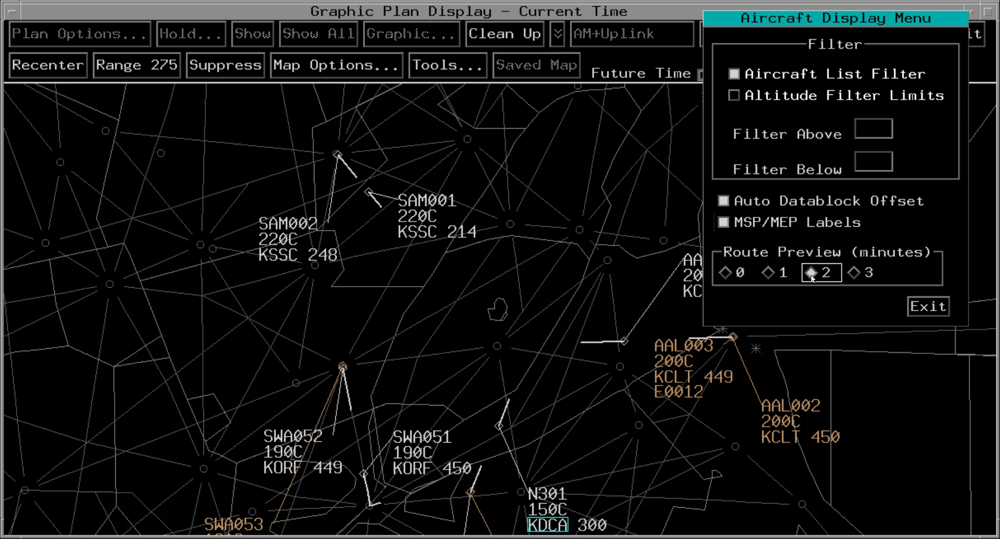 Graphic Plan Display - Current Time
Plan Options... Hold... Show Show All Graphic... Clean Up AM+Uplink it
Recenter Range 275 Suppress Map Options... Tools... Saved Map Future Time
Aircraft Display Menu
Filter
Aircraft List Filter
Altitude Filter Limits
Filter Above
Filter Below
Auto Datablock Offset
MSP/MEP Labels
Route Preview (minutes)
0 1 2 3
Exit
SAM001
220C
KSSC 214
SAM002
220C
KSSC 248
AA
20
KC
AAL003
200C
KCLT 449
E0012
AAL002
200C
KCLT 450
SWA052
190C
KORF 449
SWA051
190C
KORF 450
N301
150C
KDCA 300
SWA053